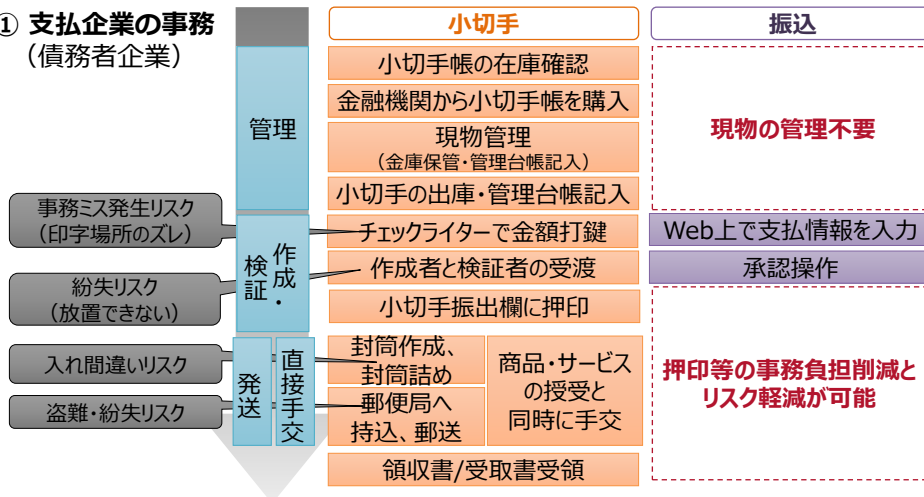 ① 支払企業の事務
（債務者企業）
小切手
振込
管理
小切手帳の在庫確認
金融機関から小切手帳を購入
現物管理
（金庫保管・管理台帳記入）
小切手の出庫・管理台帳記入
現物の管理不要
事務ミス発生リスク
（印字場所のズレ）
紛失リスク
（放置できない）
作成・
検証
チェックライターで金額打鍵
作成者と検証者の受渡
小切手振出欄に押印
Web上で支払情報を入力
承認操作
入れ間違いリスク
盗難・紛失リスク
発送
直接手交
封筒作成、
封筒詰め
郵便局へ
持込、郵送
商品・サービス
の授受と
同時に手交
領収書/受取書受領
押印等の事務負担削減と
リスク軽減が可能